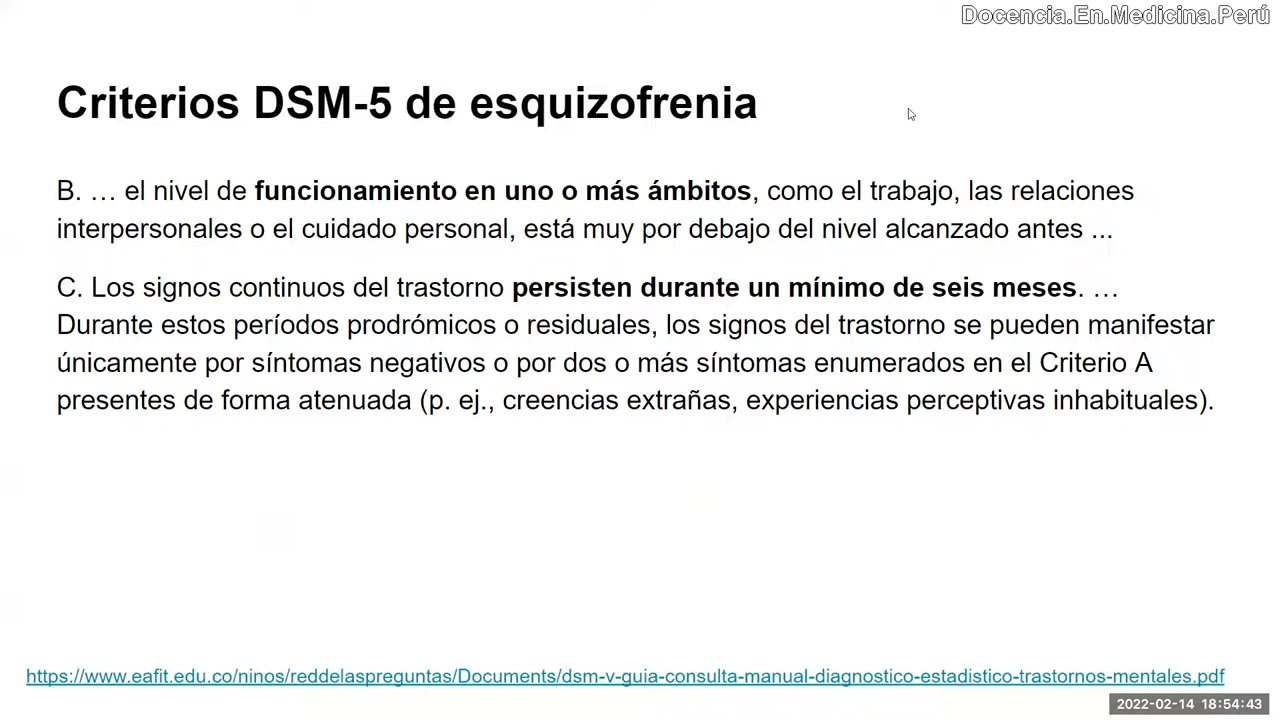 Docencia.En.Medicina.Perú
Criterios DSM-5 de esquizofrenia
B. … el nivel de funcionamiento en uno o más ámbitos, como el trabajo, las relaciones
interpersonales o el cuidado personal, está muy por debajo del nivel alcanzado antes ...
C. Los signos continuos del trastorno persisten durante un mínimo de seis meses. …
Durante estos períodos prodrómicos o residuales, los signos del trastorno se pueden manifestar
únicamente por síntomas negativos o por dos o más síntomas enumerados en el Criterio A
presentes de forma atenuada (p. ej., creencias extrañas, experiencias perceptivas inhabituales).
https://www.eafit.edu.co/ninos/reddelaspreguntas/Documents/dsm-v-guia-consulta-manual-diagnostico-estadistico-trastornos-mentales.pdf
2022-02-14 18:54:43